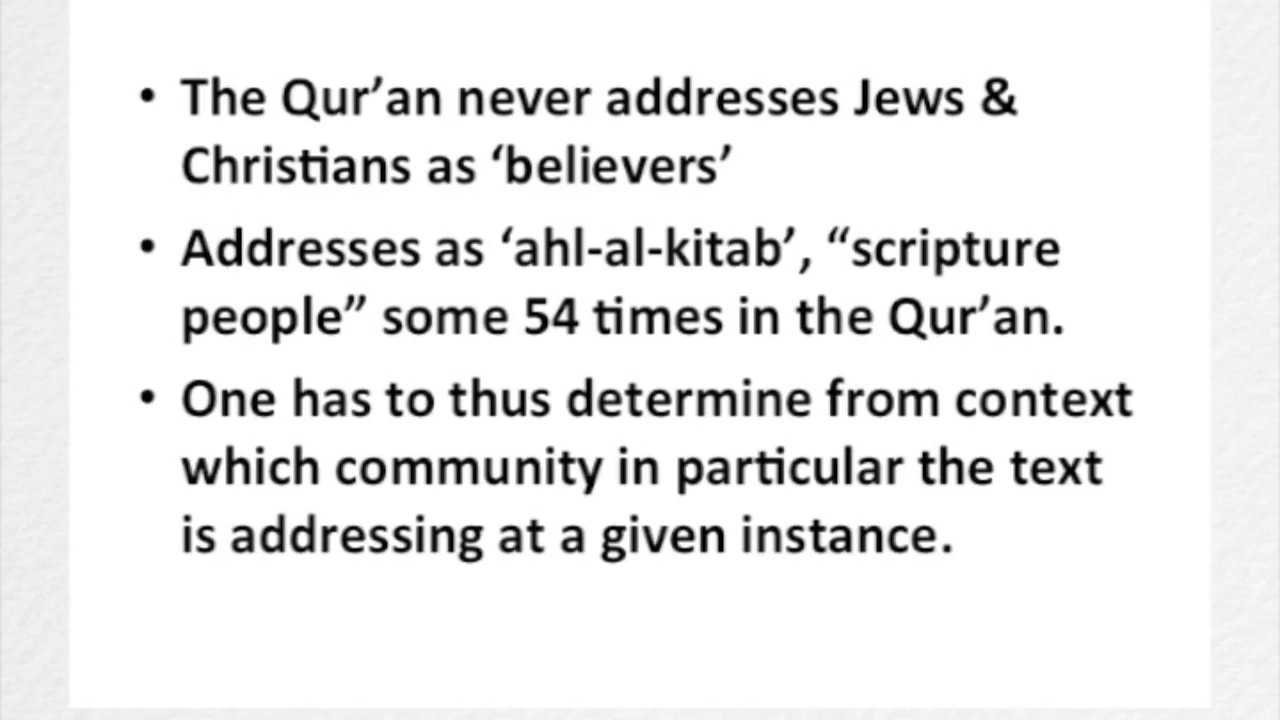 • The Qur’an never addresses Jews &
Christians as ‘believers’
• Addresses as ‘ahl-al-kitab’, “scripture
people” some 54 times in the Qur’an.
• One has to thus determine from context
which community in particular the text
is addressing at a given instance.